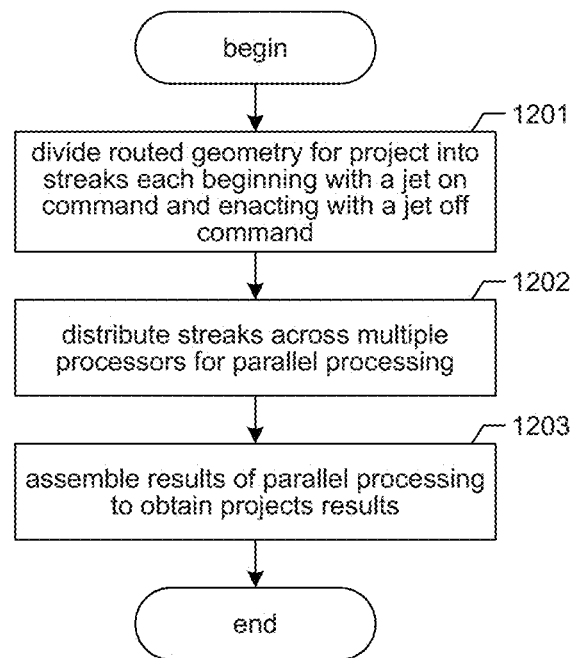 begin
1201
divide routed geometry for project into
streaks each beginning with a jet on
command and enacting with a jet off
command
1202
distribute streaks across multiple
processors for parallel processing
1203
assemble results of parallel processing
to obtain projects results
end